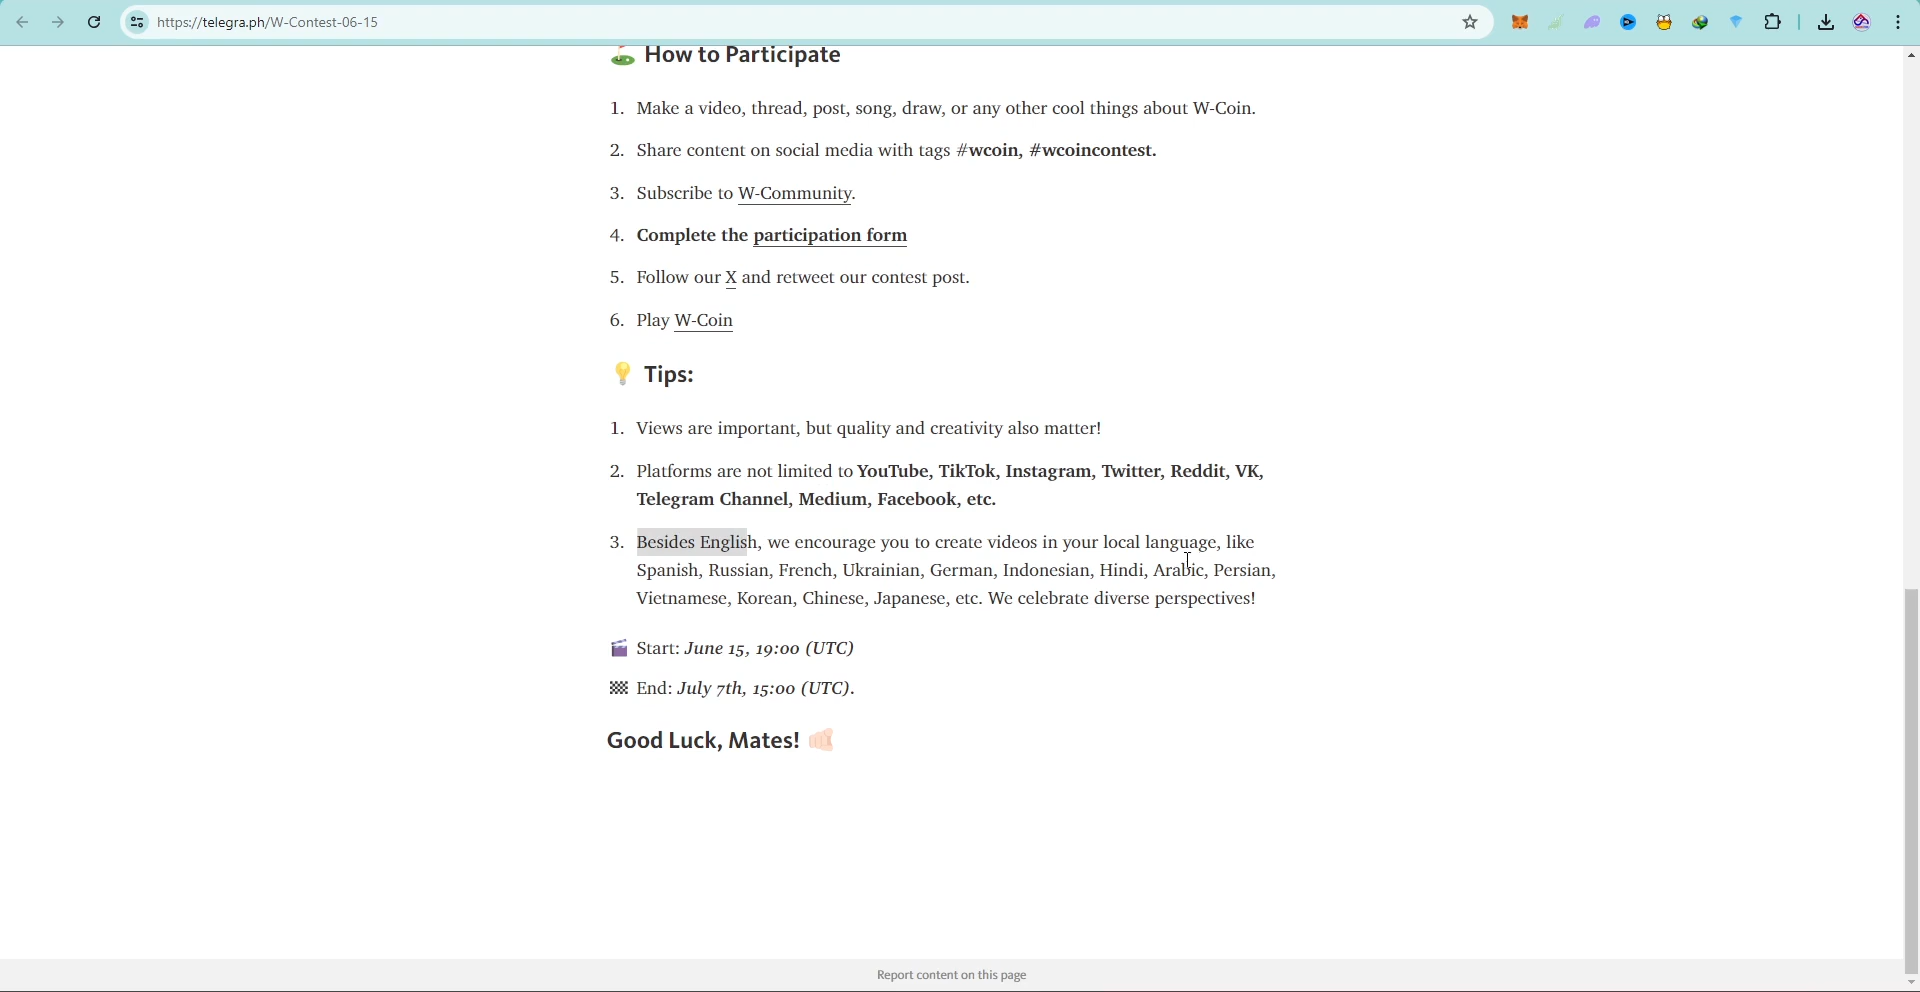 https://telegra.ph/W-Contest-06-15
How to Participate
1. Make a video, thread, post, song, draw, or any other cool things about W-Coin.
2. Share content on social media with tags #wcoin, #wcoincontest.
3. Subscribe to W-Community.
4. Complete the participation form
5. Follow our X and retweet our contest post.
6. Play W-Coin
💡 Tips:
1. Views are important, but quality and creativity also matter!
2. Platforms are not limited to YouTube, TikTok, Instagram, Twitter, Reddit, VK,
Telegram Channel, Medium, Facebook, etc.
3. Besides English, we encourage you to create videos in your local language, like
Spanish, Russian, French, Ukrainian, German, Indonesian, Hindi, Arabic, Persian,
Vietnamese, Korean, Chinese, Japanese, etc. We celebrate diverse perspectives!
Start: June 15, 19:00 (UTC)
End: July 7th, 15:00 (UTC).
Good Luck, Mates!
Report content on this page